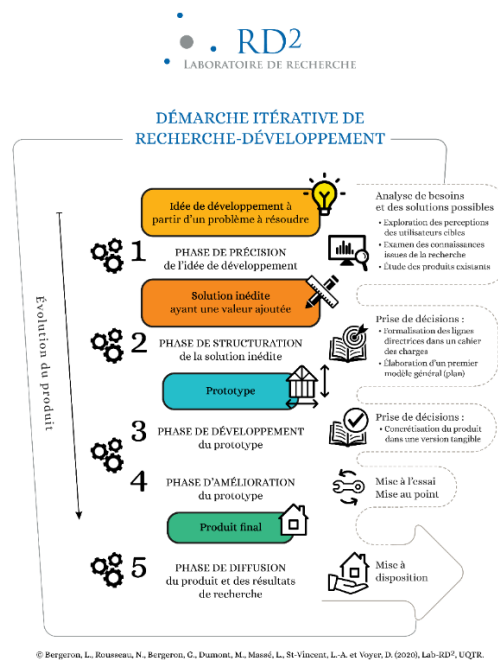 RD²
LABORATOIRE DE RECHERCHE
DÉMARCHE ITÉRATIVE DE
RECHERCHE-DÉVELOPPEMENT
Évolution du produit
Idée de développement à
partir d'un problème à résoudre
Analyse de besoins
et des solutions possibles
• Exploration des perceptions
des utilisateurs cibles
• Examen des connaissances
issues de la recherche
• Étude des produits existants
1 PHASE DE PRÉCISION
de l'idée de développement
Solution inédite
ayant une valeur ajoutée
2 PHASE DE STRUCTURATION
de la solution inédite
Prise de décisions :
• Formalisation des lignes
directrices dans un cahier
des charges
• Élaboration d'un premier
modèle général (plan)
Prototype
3 PHASE DE DÉVELOPPEMENT
du prototype
Prise de décisions :
• Concrétisation du produit
dans une version tangible
4 PHASE D'AMÉLIORATION
du prototype
Mise à l'essai
Mise au point
Produit final
5 PHASE DE DIFFUSION
du produit et des résultats
de recherche
Mise à
disposition
© Bergeron, L., Rousseau, N., Bergeron, G., Dumont, M., Massé, L., St-Vincent, L.-A. et Voyer, D. (2020), Lab-RD², UQTR.